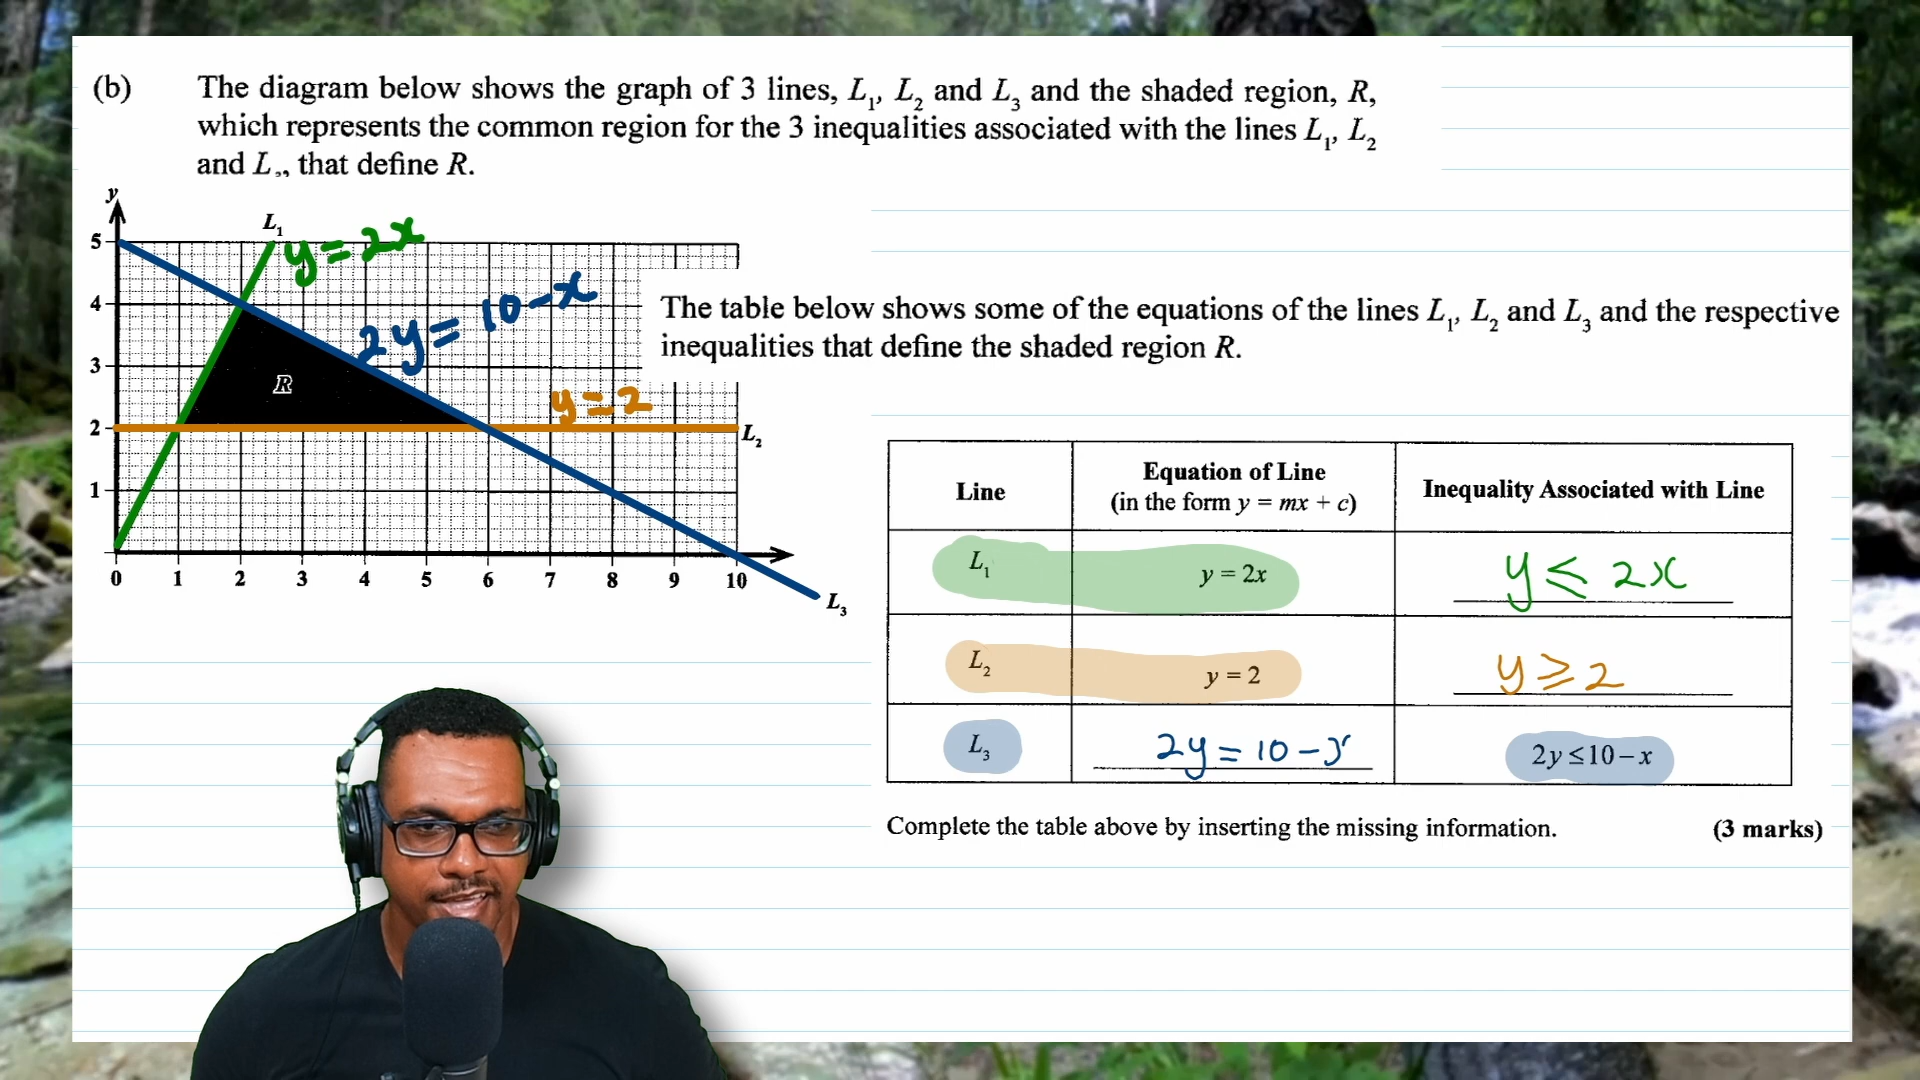 (b) The diagram below shows the graph of 3 lines, L₁, L₂ and L₃ and the shaded region, R,
which represents the common region for the 3 inequalities associated with the lines L₁, L₂
and L₃, that define R.
y
L₁
y = 2x
5
4
2y = 10 - x
3
R
y = 2
2
L₂
1
0 1 2 3 4 5 6 7 8 9 10
L₃
The table below shows some of the equations of the lines L₁, L₂ and L₃ and the respective
inequalities that define the shaded region R.
Line
Equation of Line
(in the form y = mx + c)
Inequality Associated with Line
L₁ y = 2x y ≤ 2x
L₂ y = 2 y ≥ 2
L₃ 2y = 10 - x 2y ≤ 10 – x
Complete the table above by inserting the missing information. (3 marks)